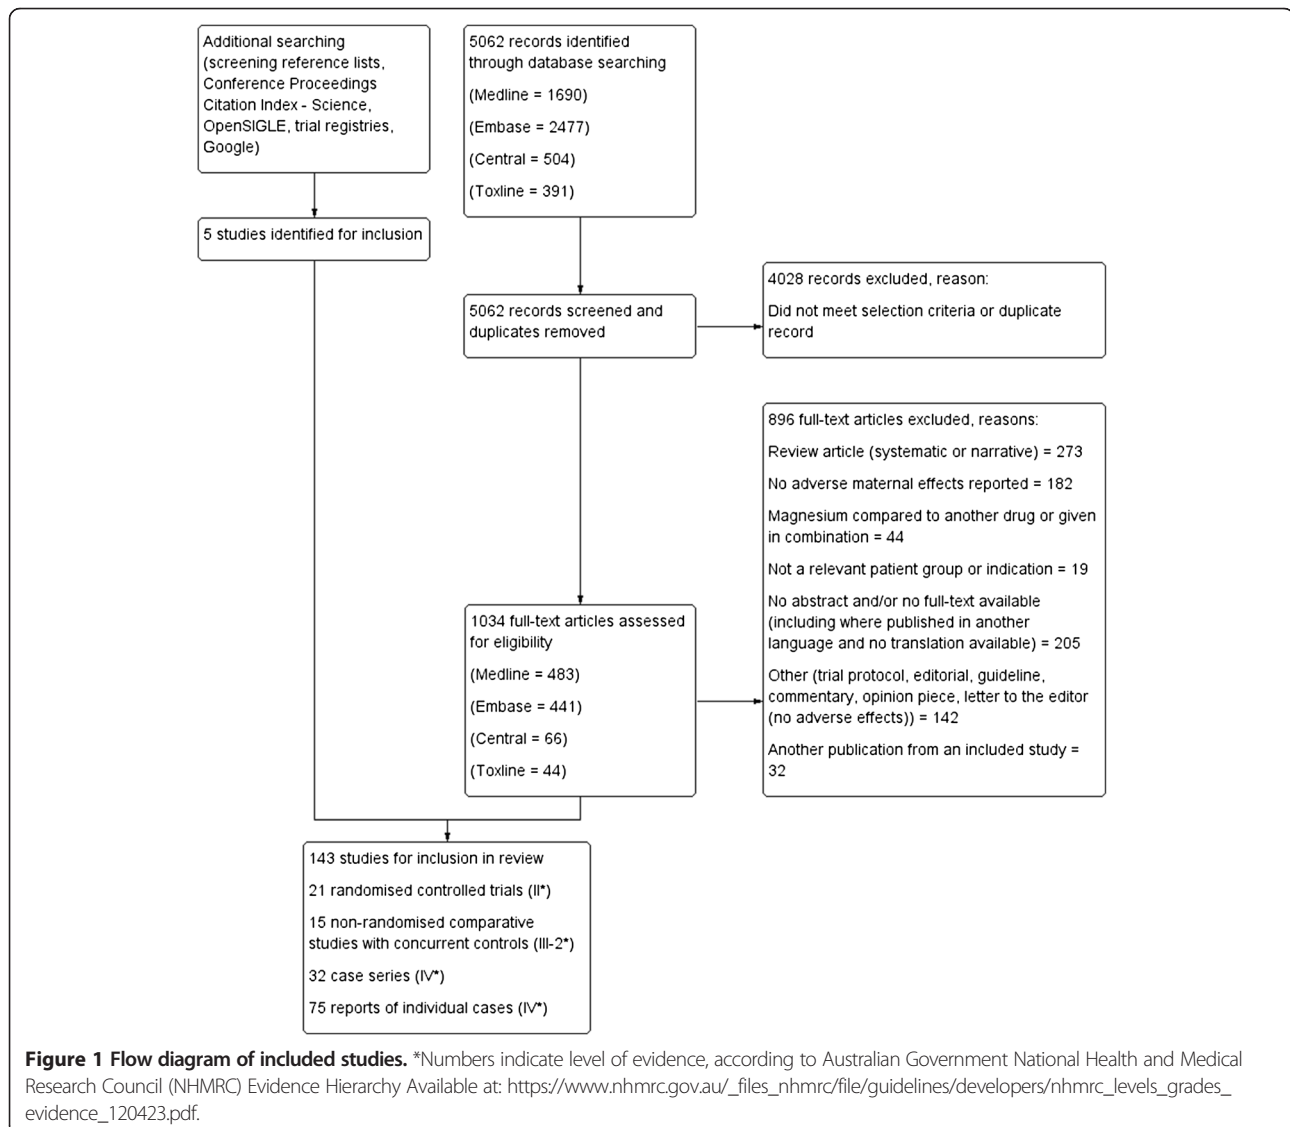 Additional searching
(screening reference lists,
Conference Proceedings
Citation Index - Science,
OpenSIGLE, trial registries,
Google)
5062 records identified
through database searching
(Medline = 1690)
(Embase = 2477)
(Central = 504)
(Toxline = 391)
5 studies identified for inclusion
5062 records screened and
duplicates removed
4028 records excluded, reason:
Did not meet selection criteria or duplicate
record
896 full-text articles excluded, reasons:
Review article (systematic or narrative) = 273
No adverse maternal effects reported = 182
Magnesium compared to another drug or given
in combination = 44
Not a relevant patient group or indication = 19
No abstract and/or no full-text available
(including where published in another
language and no translation available) = 205
Other (trial protocol, editorial, guideline,
commentary, opinion piece, letter to the editor
(no adverse effects)) = 142
Another publication from an included study =
32
1034 full-text articles assessed
for eligibility
(Medline = 483)
(Embase = 441)
(Central = 66)
(Toxline = 44)
143 studies for inclusion in review
21 randomised controlled trials (II*)
15 non-randomised comparative
studies with concurrent controls (III-2*)
32 case series (IV*)
75 reports of individual cases (IV*)
Figure 1 Flow diagram of included studies. *Numbers indicate level of evidence, according to Australian Government National Health and Medical
Research Council (NHMRC) Evidence Hierarchy Available at: https://www.nhmrc.gov.au/_files_nhmrc/file/guidelines/developers/nhmrc_levels_grades_
evidence_120423.pdf.